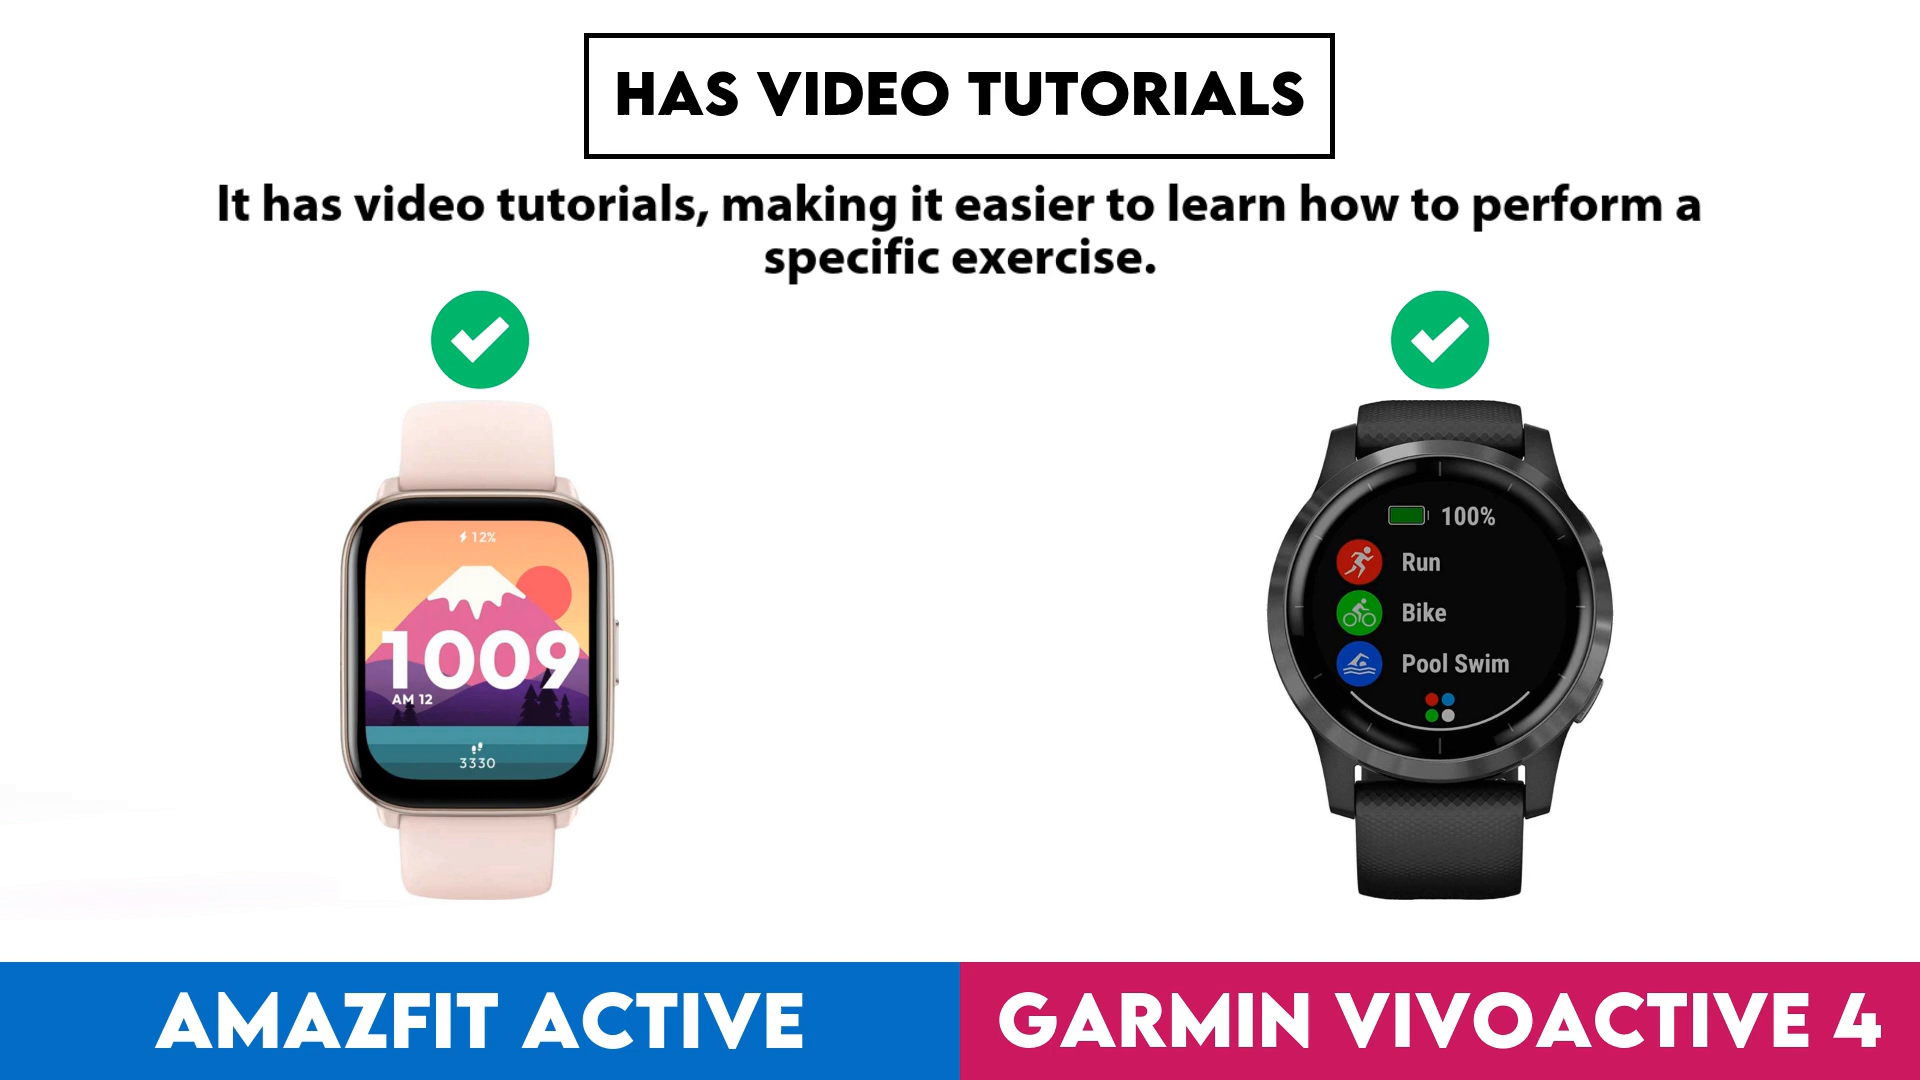 HAS VIDEO TUTORIALS
It has video tutorials, making it easier to learn how to perform a
specific exercise.
12%
1009
AM 12
3330
100%
Run
Bike
Pool Swim
AMAZFIT ACTIVE
GARMIN VIVOACTIVE 4